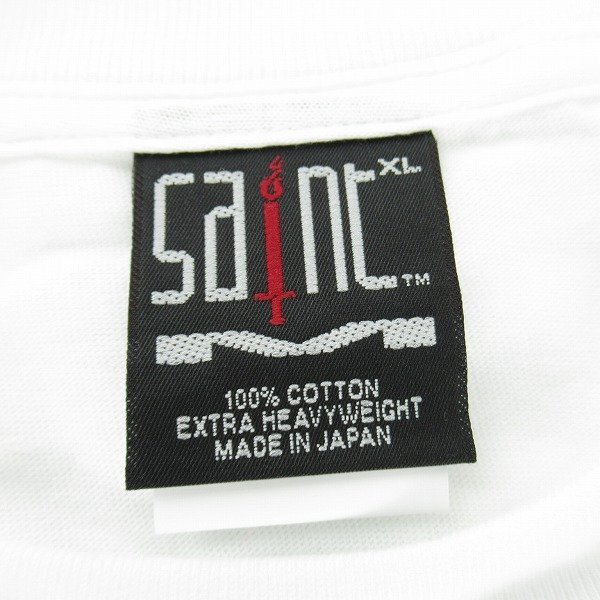 saint XL
TM
M
100% COTTON
EXTRA HEAVYWEIGHT
MADE IN JAPAN